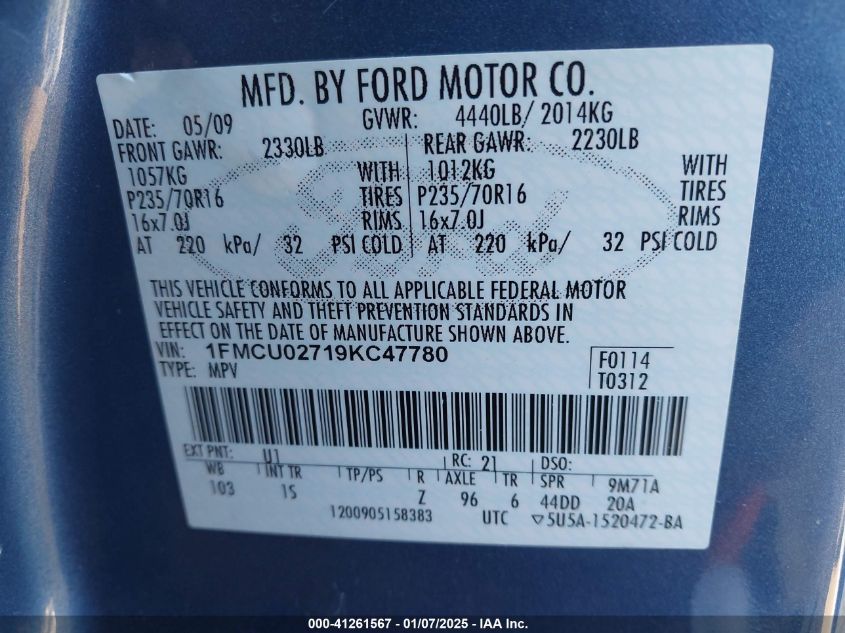 MFD. BY FORD MOTOR CO.
DATE: 05/09 GVWR: 4440LB/ 2014KG
FRONT GAWR: 2330LB REAR GAWR: 2230LB
1057KG WITH 1012KG WITH
P235/70R16 TIRES P235/70R16 TIRES
16x7.0J RIMS 16x7.0J RIMS
AT 220 kPa/ 32 PSI COLD AT 220 kPa/ 32 PSI COLD
THIS VEHICLE CONFORMS TO ALL APPLICABLE FEDERAL MOTOR
VEHICLE SAFETY AND THEFT PREVENTION STANDARDS IN
EFFECT ON THE DATE OF MANUFACTURE SHOWN ABOVE.
VIN: 1FMCU02719KC47780 F0114
TYPE: MPV T0312
EXT PNT: U1 RC: 21 DSO:
WB INT TR TP/PS R AXLE TR SPR 9M71A
103 1S Z 96 6 44DD 20A
1200905158383 UTC ▽5U5A-1520472-BA
000-41261567 - 01/07/2025 - IAA Inc.